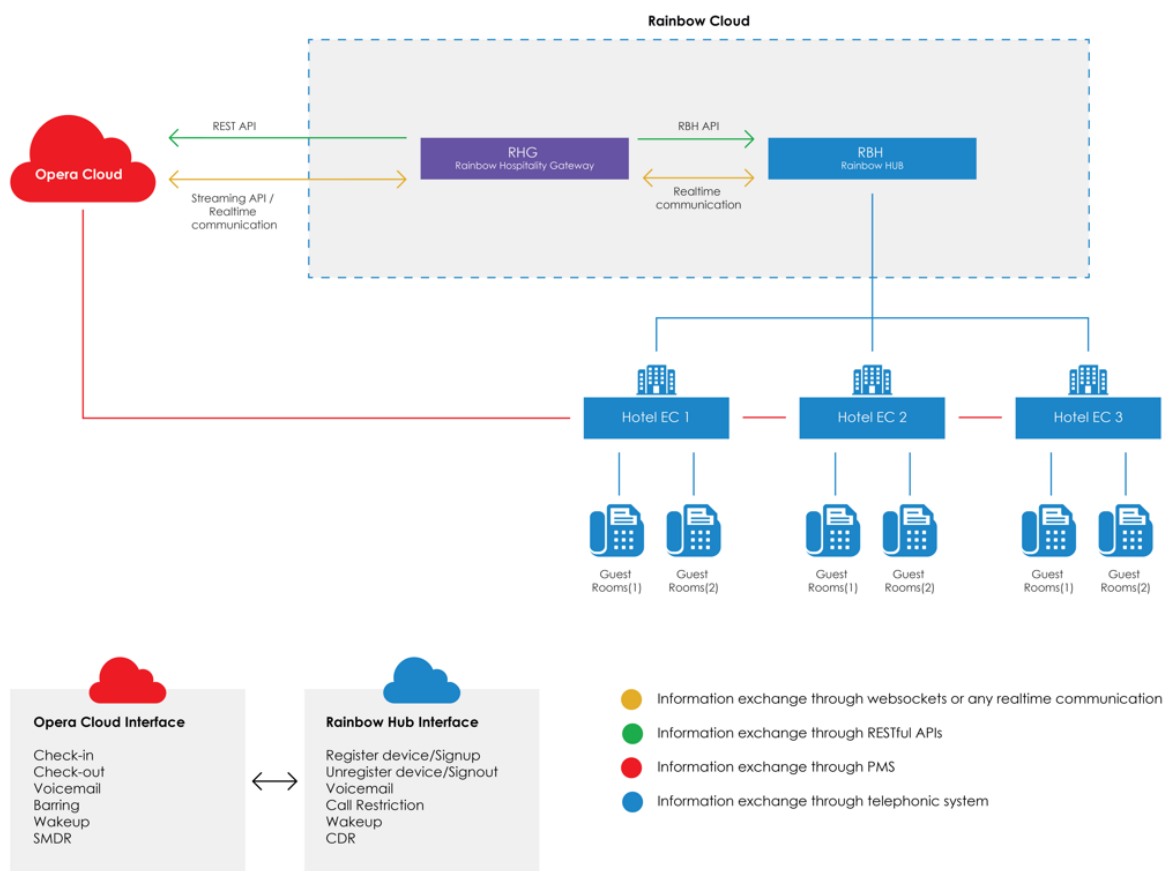 Rainbow Cloud
REST API
RBH API
RHG
Rainbow Hospitality Gateway
RBH
Rainbow HUB
Opera Cloud
Streaming API /
Realtime
communication
Realtime
communication
Hotel EC 1
Hotel EC 2
Hotel EC 3
Guest
Rooms(1)
Guest
Rooms(2)
Guest
Rooms(1)
Guest
Rooms(2)
Guest
Rooms(1)
Guest
Rooms(2)
Opera Cloud Interface
Check-in
Check-out
Voicemail
Barring
Wakeup
SMDR
Rainbow Hub Interface
Register device/Signup
Unregister device/Signout
Voicemail
Call Restriction
Wakeup
CDR
Information exchange through websockets or any realtime communication
Information exchange through RESTful APIs
Information exchange through PMS
Information exchange through telephonic system